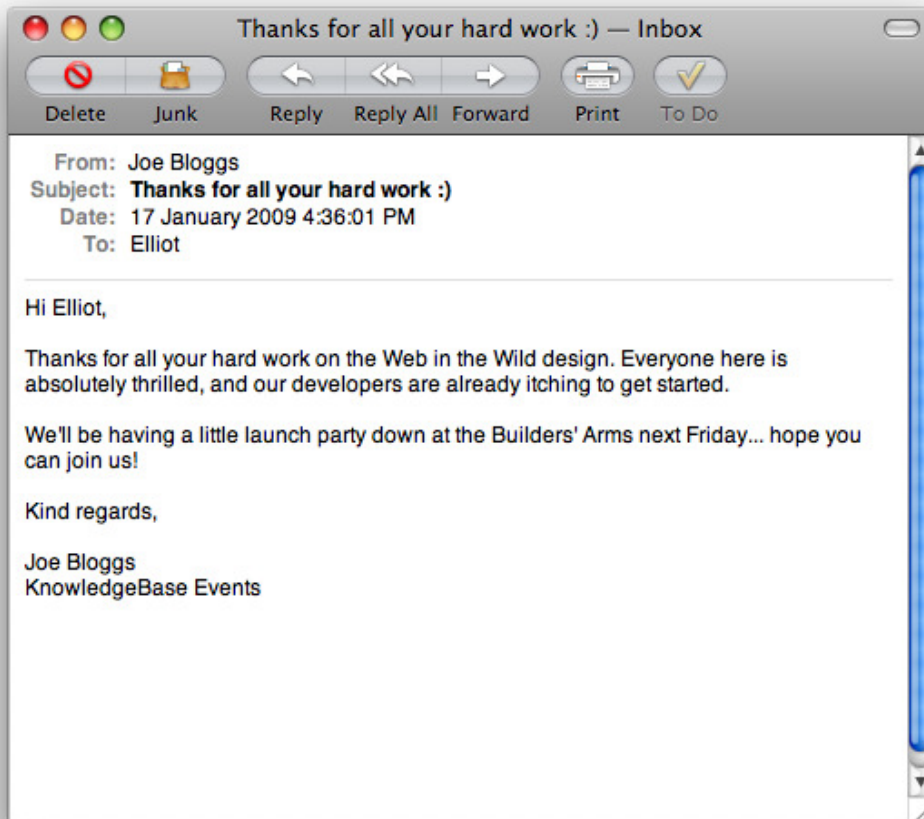 Thanks for all your hard work :) — Inbox
Delete Junk Reply Reply All Forward Print To Do
From: Joe Bloggs
Subject: Thanks for all your hard work :)
Date: 17 January 2009 4:36:01 PM
To: Elliot
Hi Elliot,
Thanks for all your hard work on the Web in the Wild design. Everyone here is
absolutely thrilled, and our developers are already itching to get started.
We'll be having a little launch party down at the Builders' Arms next Friday... hope you
can join us!
Kind regards,
Joe Bloggs
KnowledgeBase Events